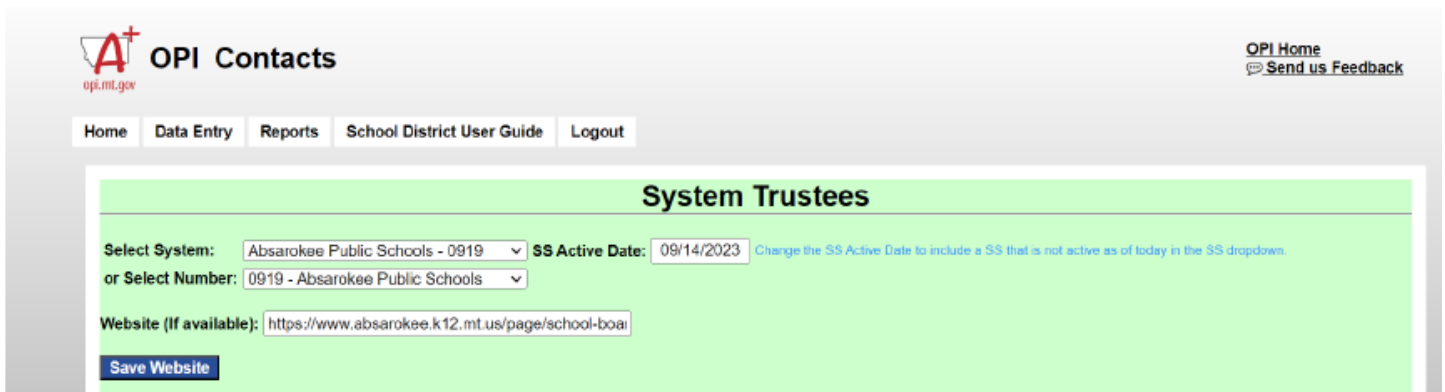 A+ OPI Contacts
opi.mt.gov
OPI Home
Send us Feedback
Home Data Entry Reports School District User Guide Logout
System Trustees
Select System: Absarokee Public Schools - 0919 SS Active Date: 09/14/2023 Change the SS Active Date to include a SS that is not active as of today in the SS dropdown.
or Select Number: 0919 - Absarokee Public Schools
Website (If available): https://www.absarokee.k12.mt.us/page/school-boar
Save Website